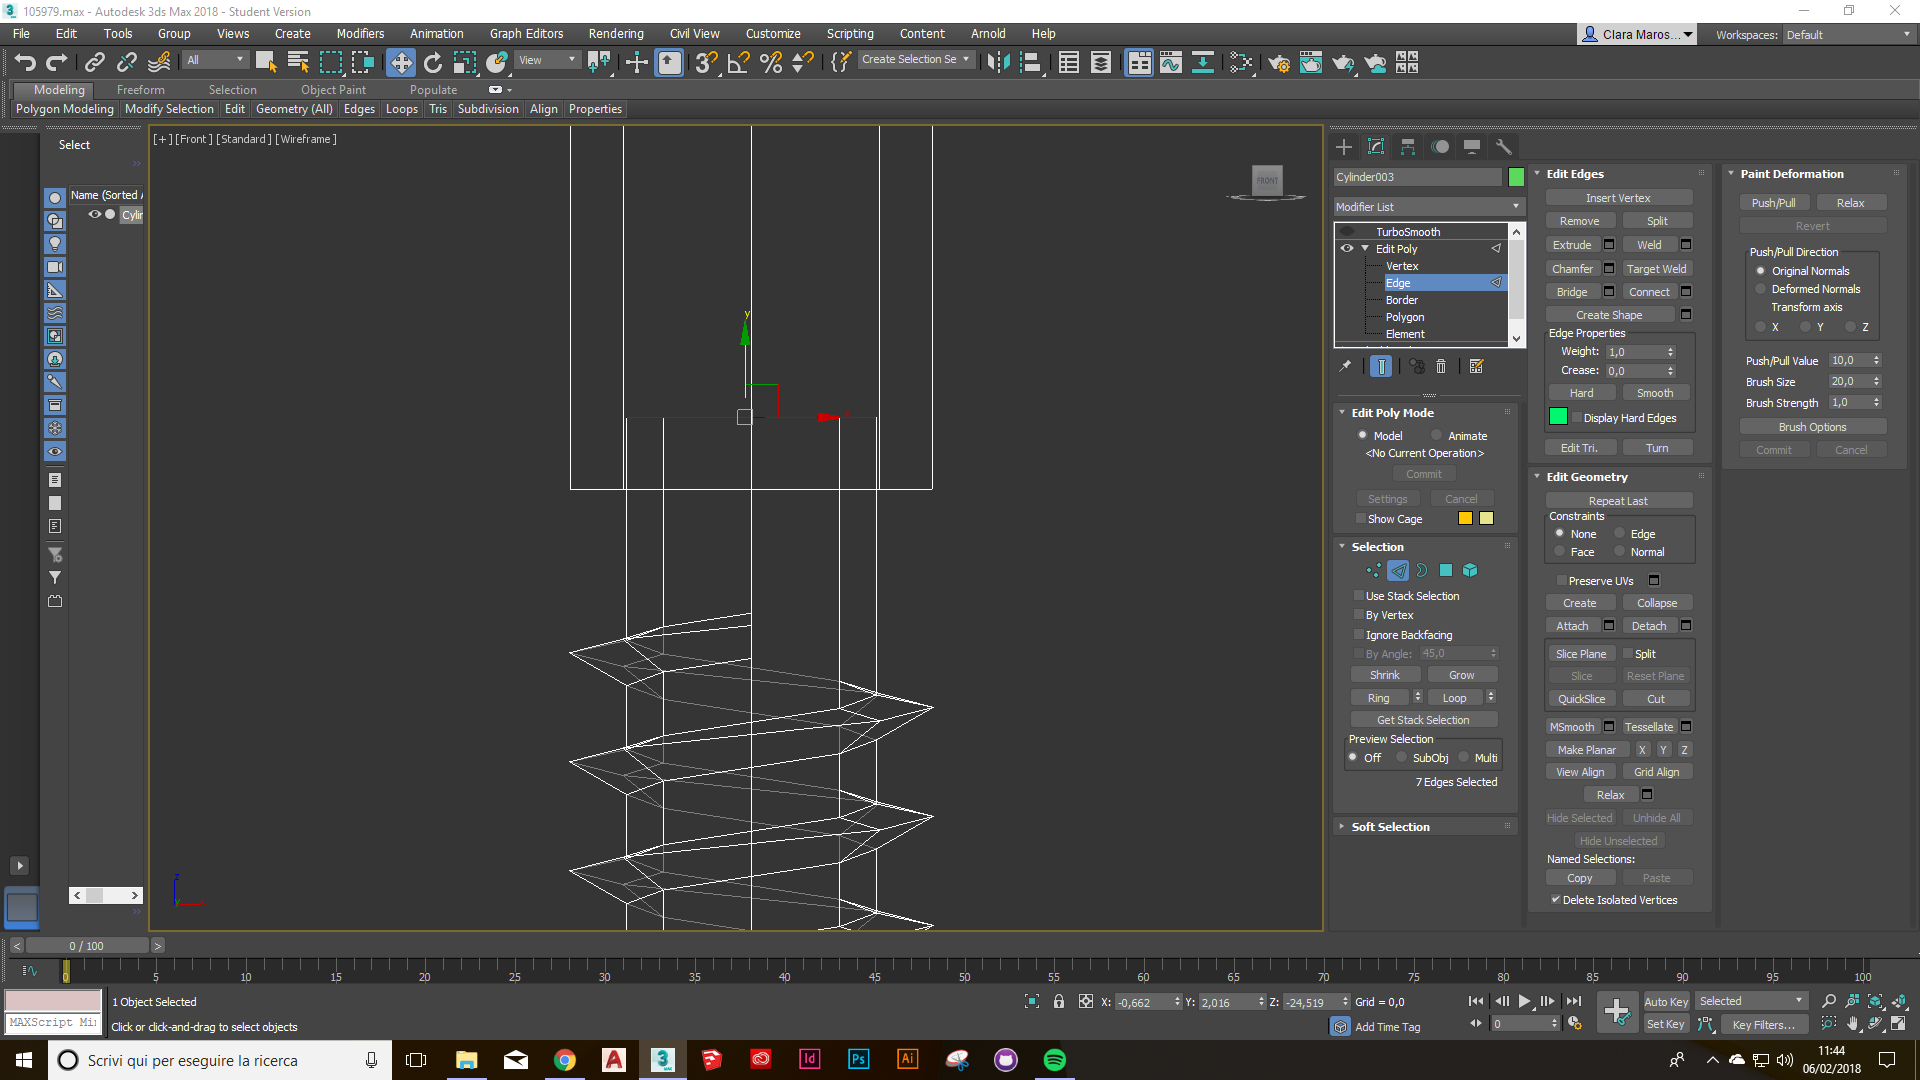 105979.max - Autodesk 3ds Max 2018 - Student Version
File Edit Tools Group Views Create Modifiers Animation Graph Editors Rendering Civil View Customize Scripting Content Arnold Help
Clara Maros... Workspaces: Default
All View Create Selection Se
Modeling Freeform Selection Object Paint Populate
Polygon Modeling Modify Selection Edit Geometry (All) Edges Loops Tris Subdivision Align Properties
Select
Name (Sorted A
Cylin
[+] [Front ] [Standard ] [Wireframe ]
FRONT
y
x
z
Cylinder003
Modifier List
TurboSmooth
Edit Poly
Vertex
Edge
Border
Polygon
Element
Edit Poly Mode
Model Animate
<No Current Operation>
Commit
Settings Cancel
Show Cage
Selection
Use Stack Selection
By Vertex
Ignore Backfacing
By Angle: 45,0
Shrink Grow
Ring Loop
Get Stack Selection
Preview Selection
Off SubObj Multi
7 Edges Selected
Soft Selection
Edit Edges
Insert Vertex
Remove Split
Extrude Weld
Chamfer Target Weld
Bridge Connect
Create Shape
Edge Properties
Weight: 1,0
Crease: 0,0
Hard Smooth
Display Hard Edges
Edit Tri. Turn
Edit Geometry
Repeat Last
Constraints
None Edge
Face Normal
Preserve UVs
Create Collapse
Attach Detach
Slice Plane Split
Slice Reset Plane
QuickSlice Cut
MSmooth Tessellate
Make Planar X Y Z
View Align Grid Align
Relax
Hide Selected Unhide All
Hide Unselected
Named Selections:
Copy Paste
Delete Isolated Vertices
Paint Deformation
Push/Pull Relax
Revert
Push/Pull Direction
Original Normals
Deformed Normals
Transform axis
X Y Z
Push/Pull Value 10,0
Brush Size 20,0
Brush Strength 1,0
Brush Options
Commit Cancel
< 0 / 100 >
0 5 10 15 20 25 30 35 40 45 50 55 60 65 70 75 80 85 90 95 100
1 Object Selected
X: -0,662 Y: 2,016 Z: -24,519 Grid = 0,0
Auto Key Selected
MAXScript Mi
Click or click-and-drag to select objects
Add Time Tag
0
Set Key Key Filters...
Scrivi qui per eseguire la ricerca
11:44
06/02/2018